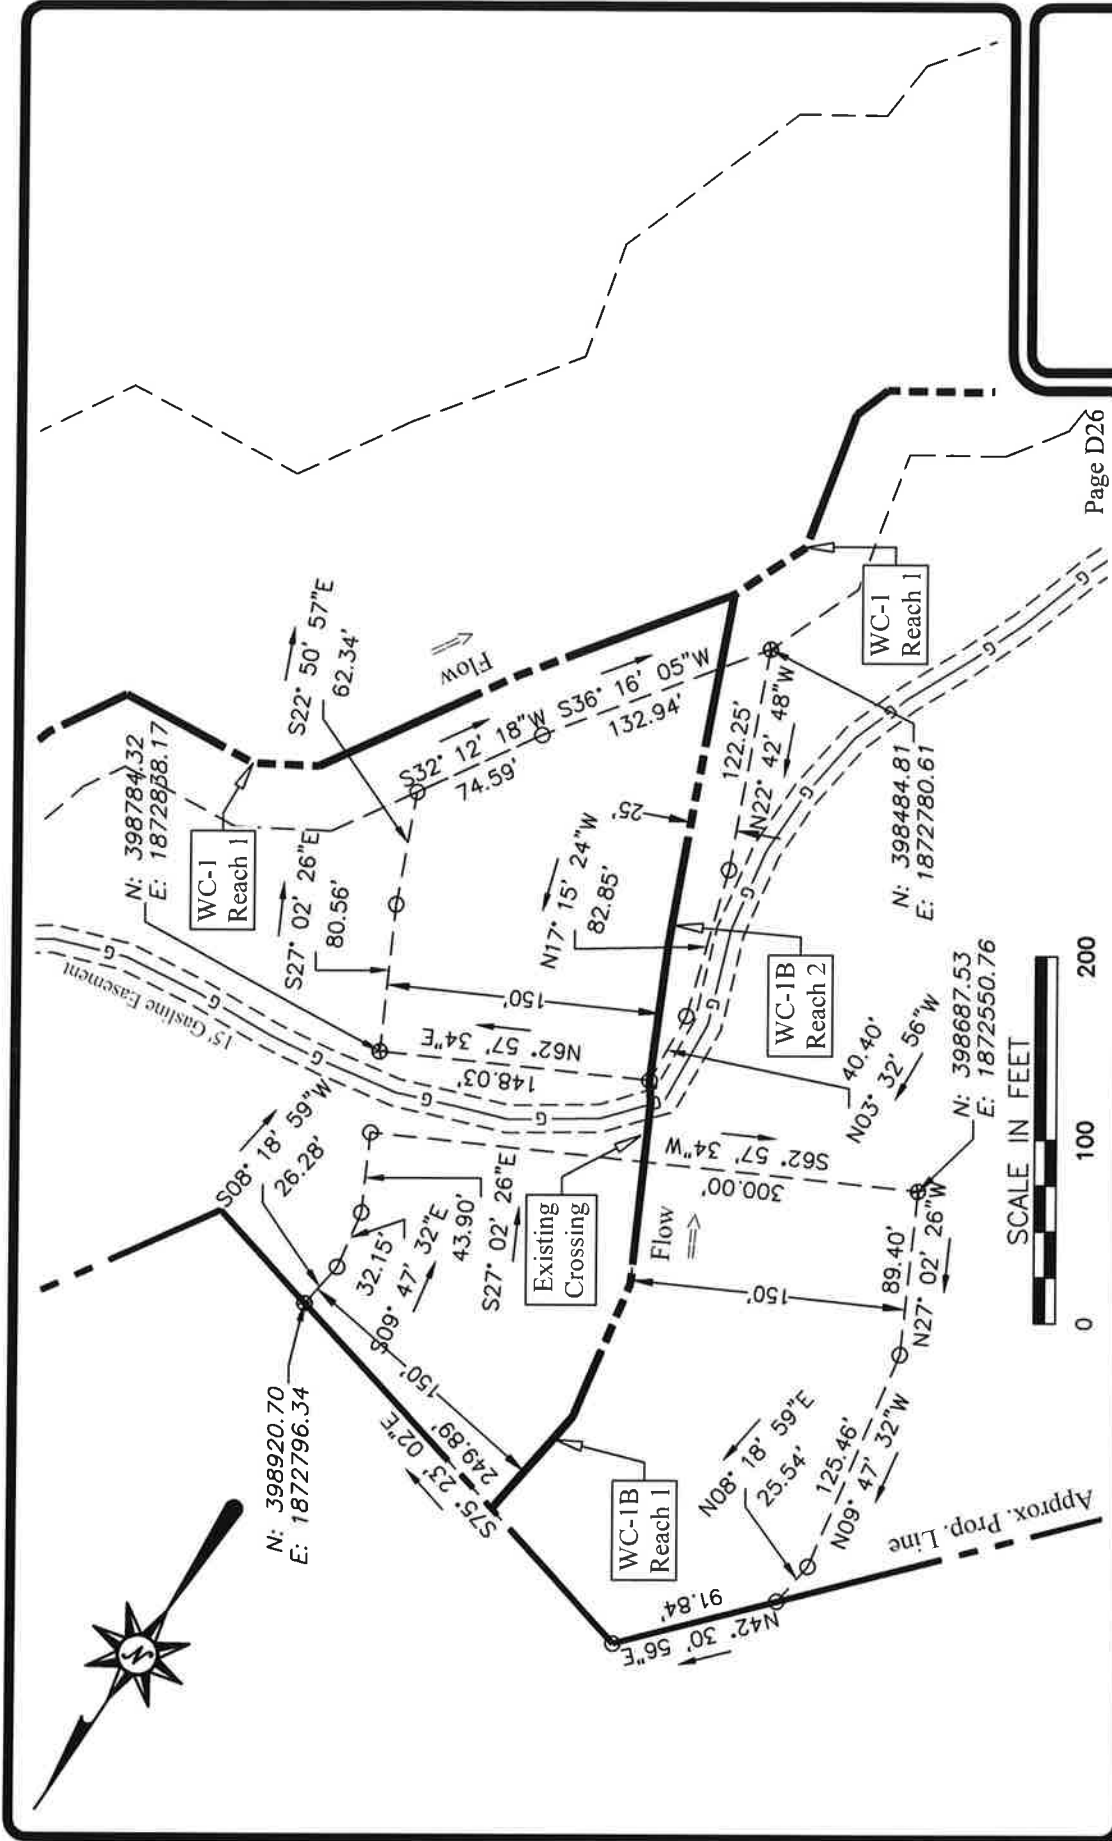 N: 398920.70
E: 1872796.34
S08° 18' 59"W
26.28'
32.15'
S09° 47' 32"E
43.90'
S27° 02' 26"E
150'
S75° 23' 02"E
249.89'
15' Gasline Easement
G
G
G
G
G
G
G
G
G
G
N: 398784.32
E: 1872838.17
WC-1
Reach 1
S27° 02' 26"E
80.56'
S22° 50' 57"E
62.34'
Flow
S32° 12' 18"W
74.59'
S36° 16' 05"W
132.94'
N62° 57' 34"E
148.03'
150'
N17° 15' 24"W
82.85'
25'
122.25'
N22° 42' 48"W
WC-1
Reach 1
Existing
Crossing
Flow
S62° 57' 34"W
300.00'
WC-1B
Reach 2
40.40'
N03° 32' 56"W
N: 398484.81
E: 1872780.61
WC-1B
Reach 1
150'
N42° 30' 56"E
91.84'
N08° 18' 59"E
25.54'
125.46'
N09° 47' 32"W
89.40'
N27° 02' 26"W
N: 398687.53
E: 1872550.76
Approx. Prop. Line
SCALE IN FEET
0
100
200
N
Page D26